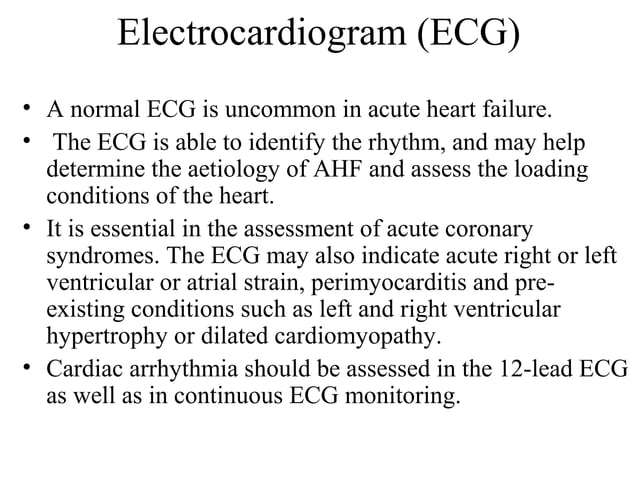 Electrocardiogram (ECG)
• A normal ECG is uncommon in acute heart failure.
• The ECG is able to identify the rhythm, and may help
determine the aetiology of AHF and assess the loading
conditions of the heart.
• It is essential in the assessment of acute coronary
syndromes. The ECG may also indicate acute right or left
ventricular or atrial strain, perimyocarditis and pre-
existing conditions such as left and right ventricular
hypertrophy or dilated cardiomyopathy.
• Cardiac arrhythmia should be assessed in the 12-lead ECG
as well as in continuous ECG monitoring.